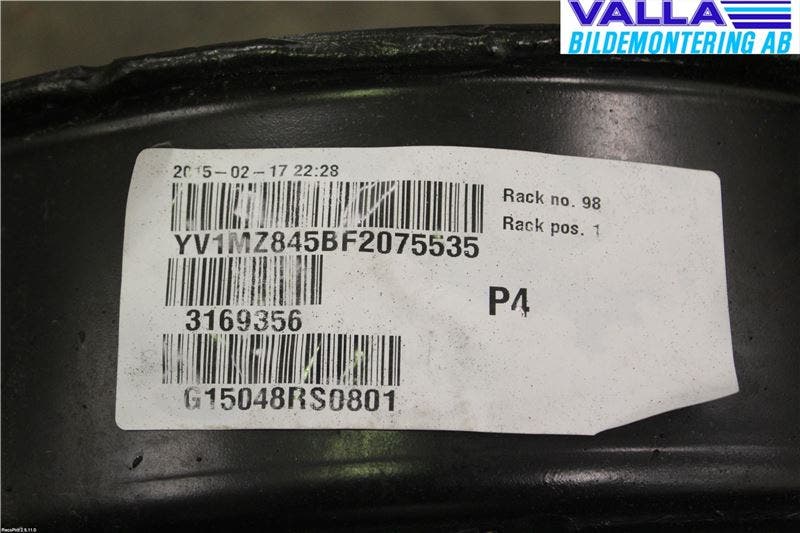 VALLA
BILDEMONTERING AB
2015-02-17 22:28
Rack no. 98
YV1MZ845BF2075535
Rack pos. 1
3169356
P4
G15048RS0801